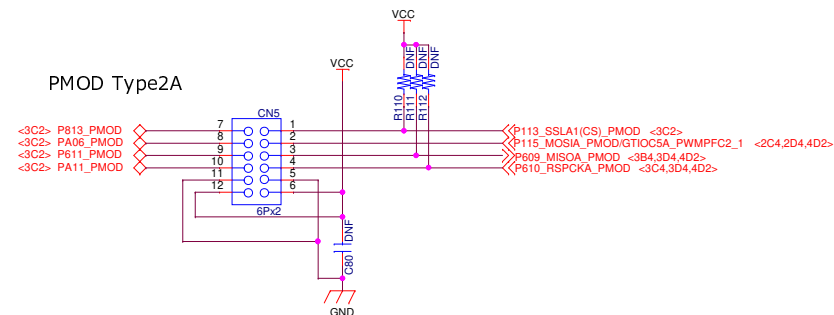 VCC
VCC
DNF
DNF
DNF
PMOD Type2A
R110
R111
R112
CN5
<3C2> P813_PMOD 7 1 P113_SSLA1(CS)_PMOD <3C2>
<3C2> PA06_PMOD 8 2 P115_MOSIA_PMOD/GTIOC5A_PWMPFC2_1 <2C4,2D4,4D2>
<3C2> P611_PMOD 9 3 P609_MISOA_PMOD <3B4,3D4,4D2>
<3C2> PA11_PMOD 10 4 P610_RSPCKA_PMOD <3C4,3D4,4D2>
11 5
12 6
6Px2
DNF
C80
GND